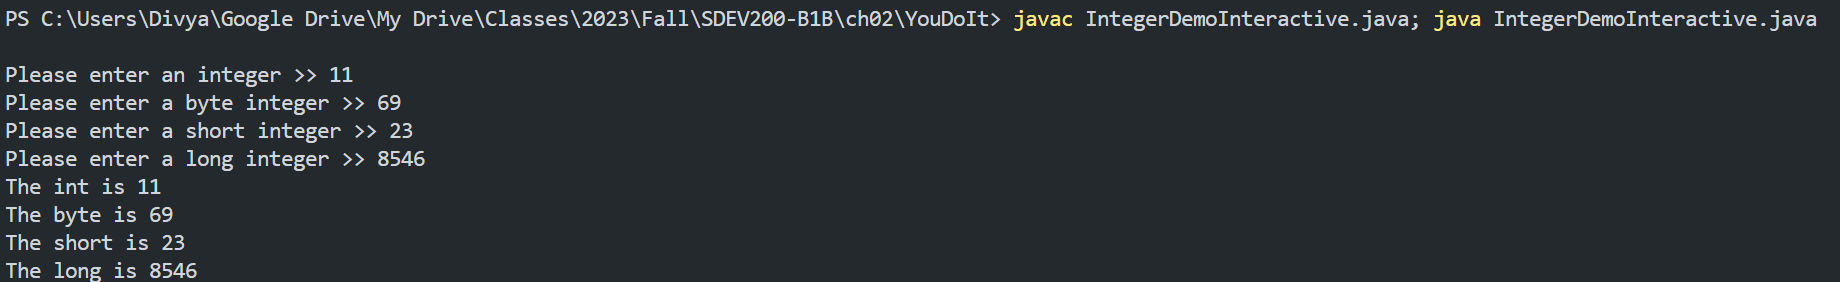 PS C:\Users\Divya\Google Drive\My Drive\Classes\2023\Fall\SDEV200-B1B\ch02\YouDoIt> javac IntegerDemoInteractive.java; java IntegerDemoInteractive.java
Please enter an integer >> 11
Please enter a byte integer >> 69
Please enter a short integer >> 23
Please enter a long integer >> 8546
The int is 11
The byte is 69
The short is 23
The long is 8546